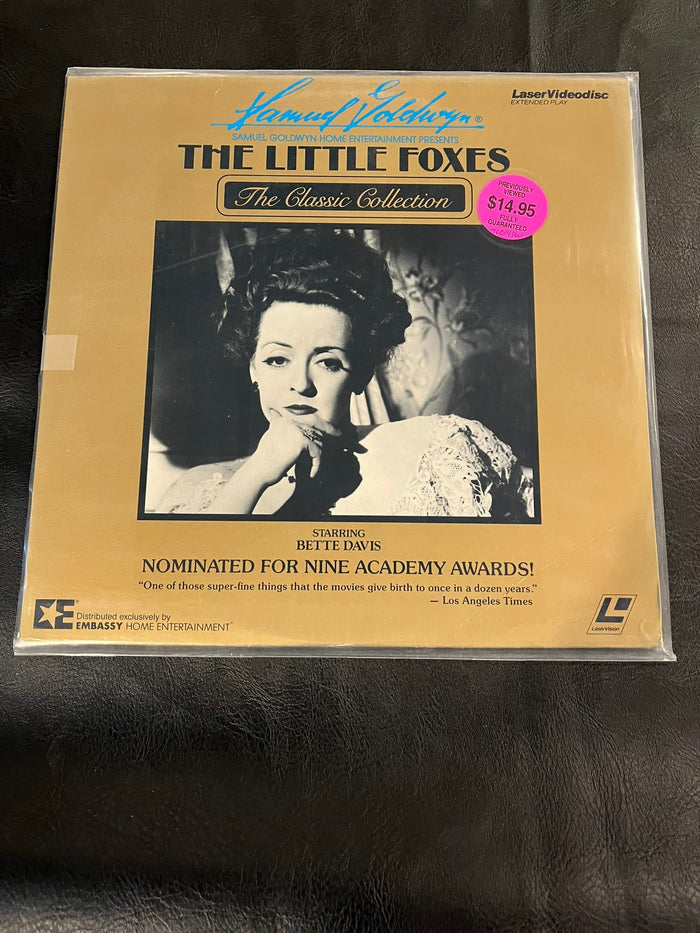 Samuel Goldwyn®
LaserVideodisc
EXTENDED PLAY
SAMUEL GOLDWYN HOME ENTERTAINMENT PRESENTS
THE LITTLE FOXES
The Classic Collection
PREVIOUSLY
VIEWED
$14.95
FULLY
GUARANTEED
STARRING
BETTE DAVIS
NOMINATED FOR NINE ACADEMY AWARDS!
“One of those super-fine things that the movies give birth to once in a dozen years.”
— Los Angeles Times
E®
Distributed exclusively by
EMBASSY HOME ENTERTAINMENT
LaserVision